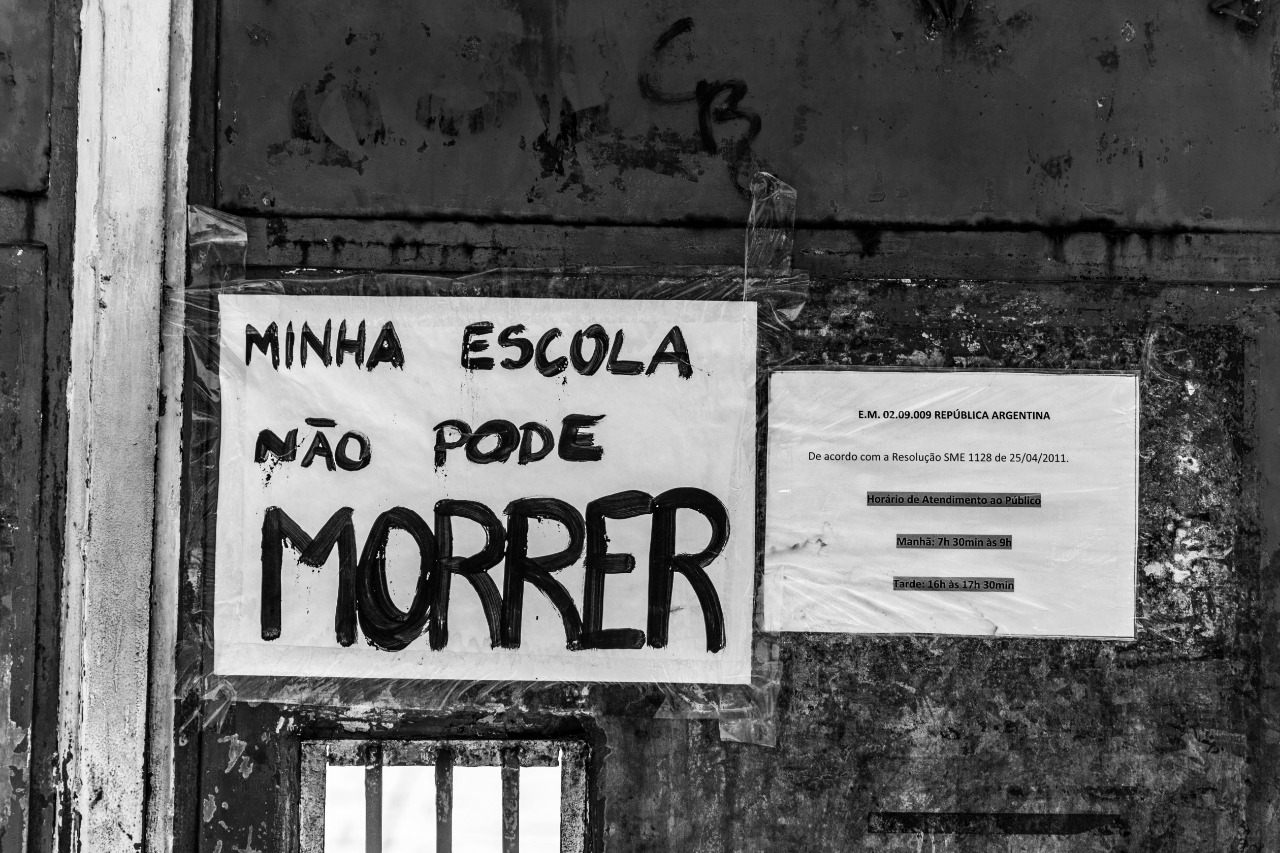 CB
MINHA ESCOLA
NÃO PODE
MORRER
E.M. 02.09.009 REPÚBLICA ARGENTINA
De acordo com a Resolução SME 1128 de 25/04/2011.
Horário de Atendimento ao Público
Manhã: 7h 30min às 9h
Tarde: 16h às 17h 30min